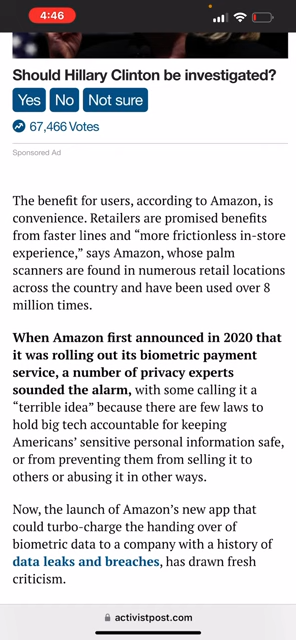 4:46
Should Hillary Clinton be investigated?
Yes No Not sure
67,466 Votes
Sponsored Ad
The benefit for users, according to Amazon, is
convenience. Retailers are promised benefits
from faster lines and “more frictionless in-store
experience,” says Amazon, whose palm
scanners are found in numerous retail locations
across the country and have been used over 8
million times.
When Amazon first announced in 2020 that
it was rolling out its biometric payment
service, a number of privacy experts
sounded the alarm, with some calling it a
“terrible idea” because there are few laws to
hold big tech accountable for keeping
Americans’ sensitive personal information safe,
or from preventing them from selling it to
others or abusing it in other ways.
Now, the launch of Amazon’s new app that
could turbo-charge the handing over of
biometric data to a company with a history of
data leaks and breaches, has drawn fresh
criticism.
activistpost.com